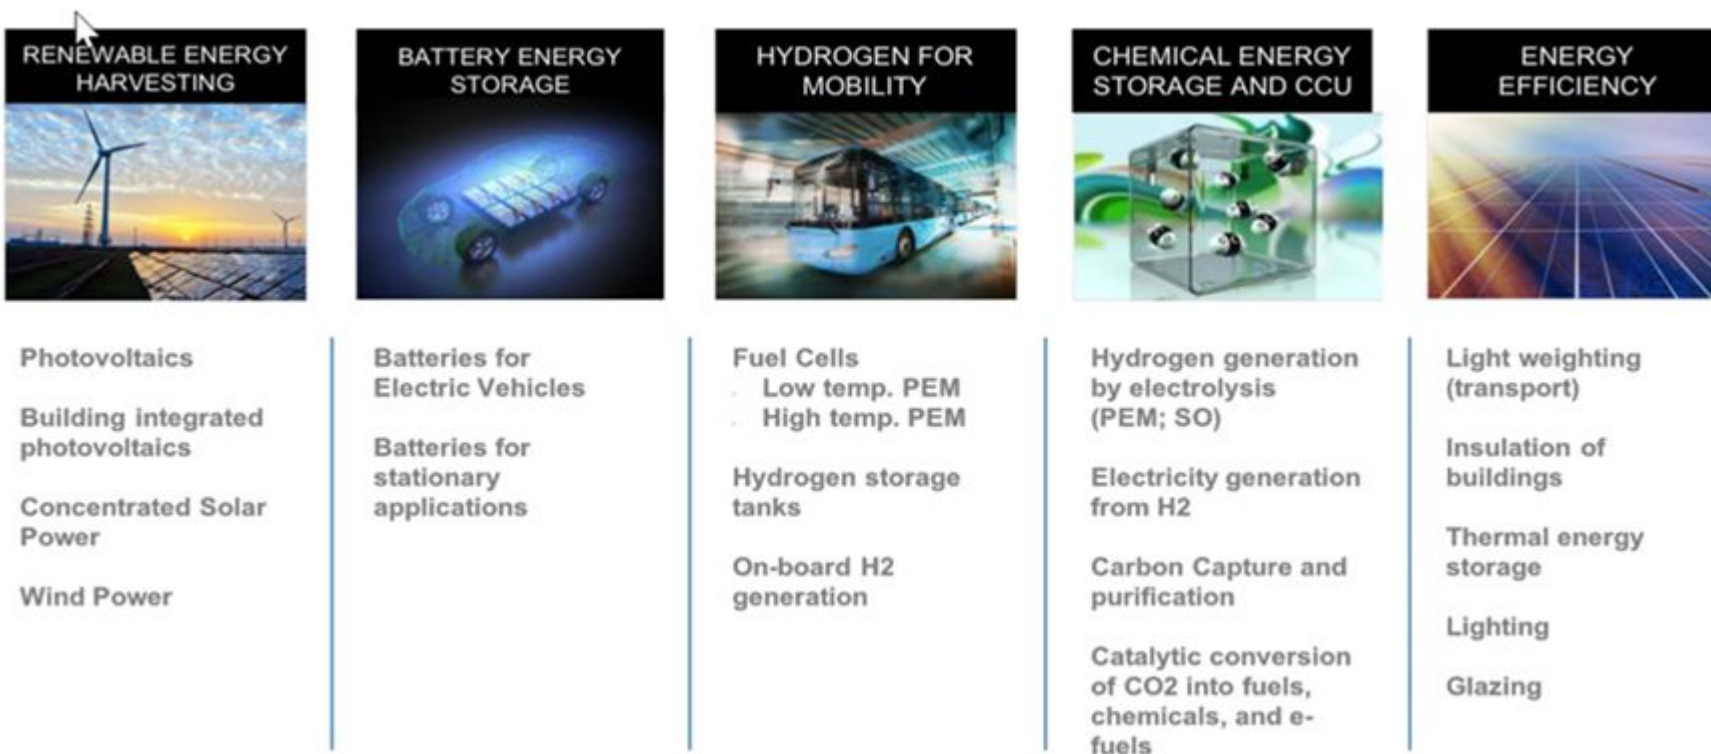 RENEWABLE ENERGY
HARVESTING
Photovoltaics
Building integrated
photovoltaics
Concentrated Solar
Power
Wind Power
BATTERY ENERGY
STORAGE
Batteries for
Electric Vehicles
Batteries for
stationary
applications
HYDROGEN FOR
MOBILITY
Fuel Cells
Low temp. PEM
High temp. PEM
Hydrogen storage
tanks
On-board H2
generation
CHEMICAL ENERGY
STORAGE AND CCU
Hydrogen generation
by electrolysis
(PEM; SO)
Electricity generation
from H2
Carbon Capture and
purification
Catalytic conversion
of CO2 into fuels,
chemicals, and e-
fuels
ENERGY
EFFICIENCY
Light weighting
(transport)
Insulation of
buildings
Thermal energy
storage
Lighting
Glazing